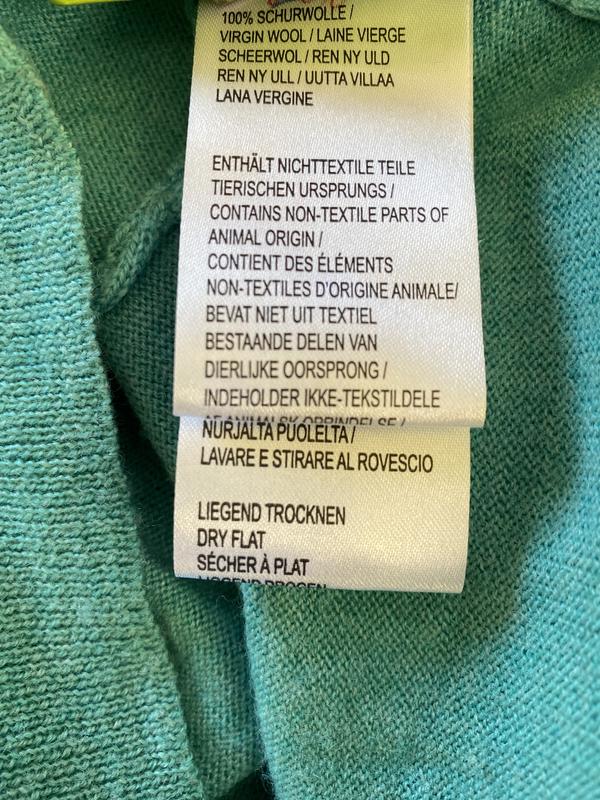 100% SCHURWOLLE /
VIRGIN WOOL / LAINE VIERGE
SCHEERWOL / REN NY ULD
REN NY ULL / UUTTA VILLAA
LANA VERGINE
ENTHÄLT NICHTTEXTILE TEILE
TIERISCHEN URSPRUNGS /
CONTAINS NON-TEXTILE PARTS OF
ANIMAL ORIGIN /
CONTIENT DES ÉLÉMENTS
NON-TEXTILES D'ORIGINE ANIMALE/
BEVAT NIET UIT TEXTIEL
BESTAANDE DELEN VAN
DIERLIJKE OORSPRONG /
INDEHOLDER IKKE-TEKSTILDELE
AF ANIMALSK OPRINDELSE /
NURJALTA PUOLELTA /
LAVARE E STIRARE AL ROVESCIO
LIEGEND TROCKNEN
DRY FLAT
SÉCHER À PLAT